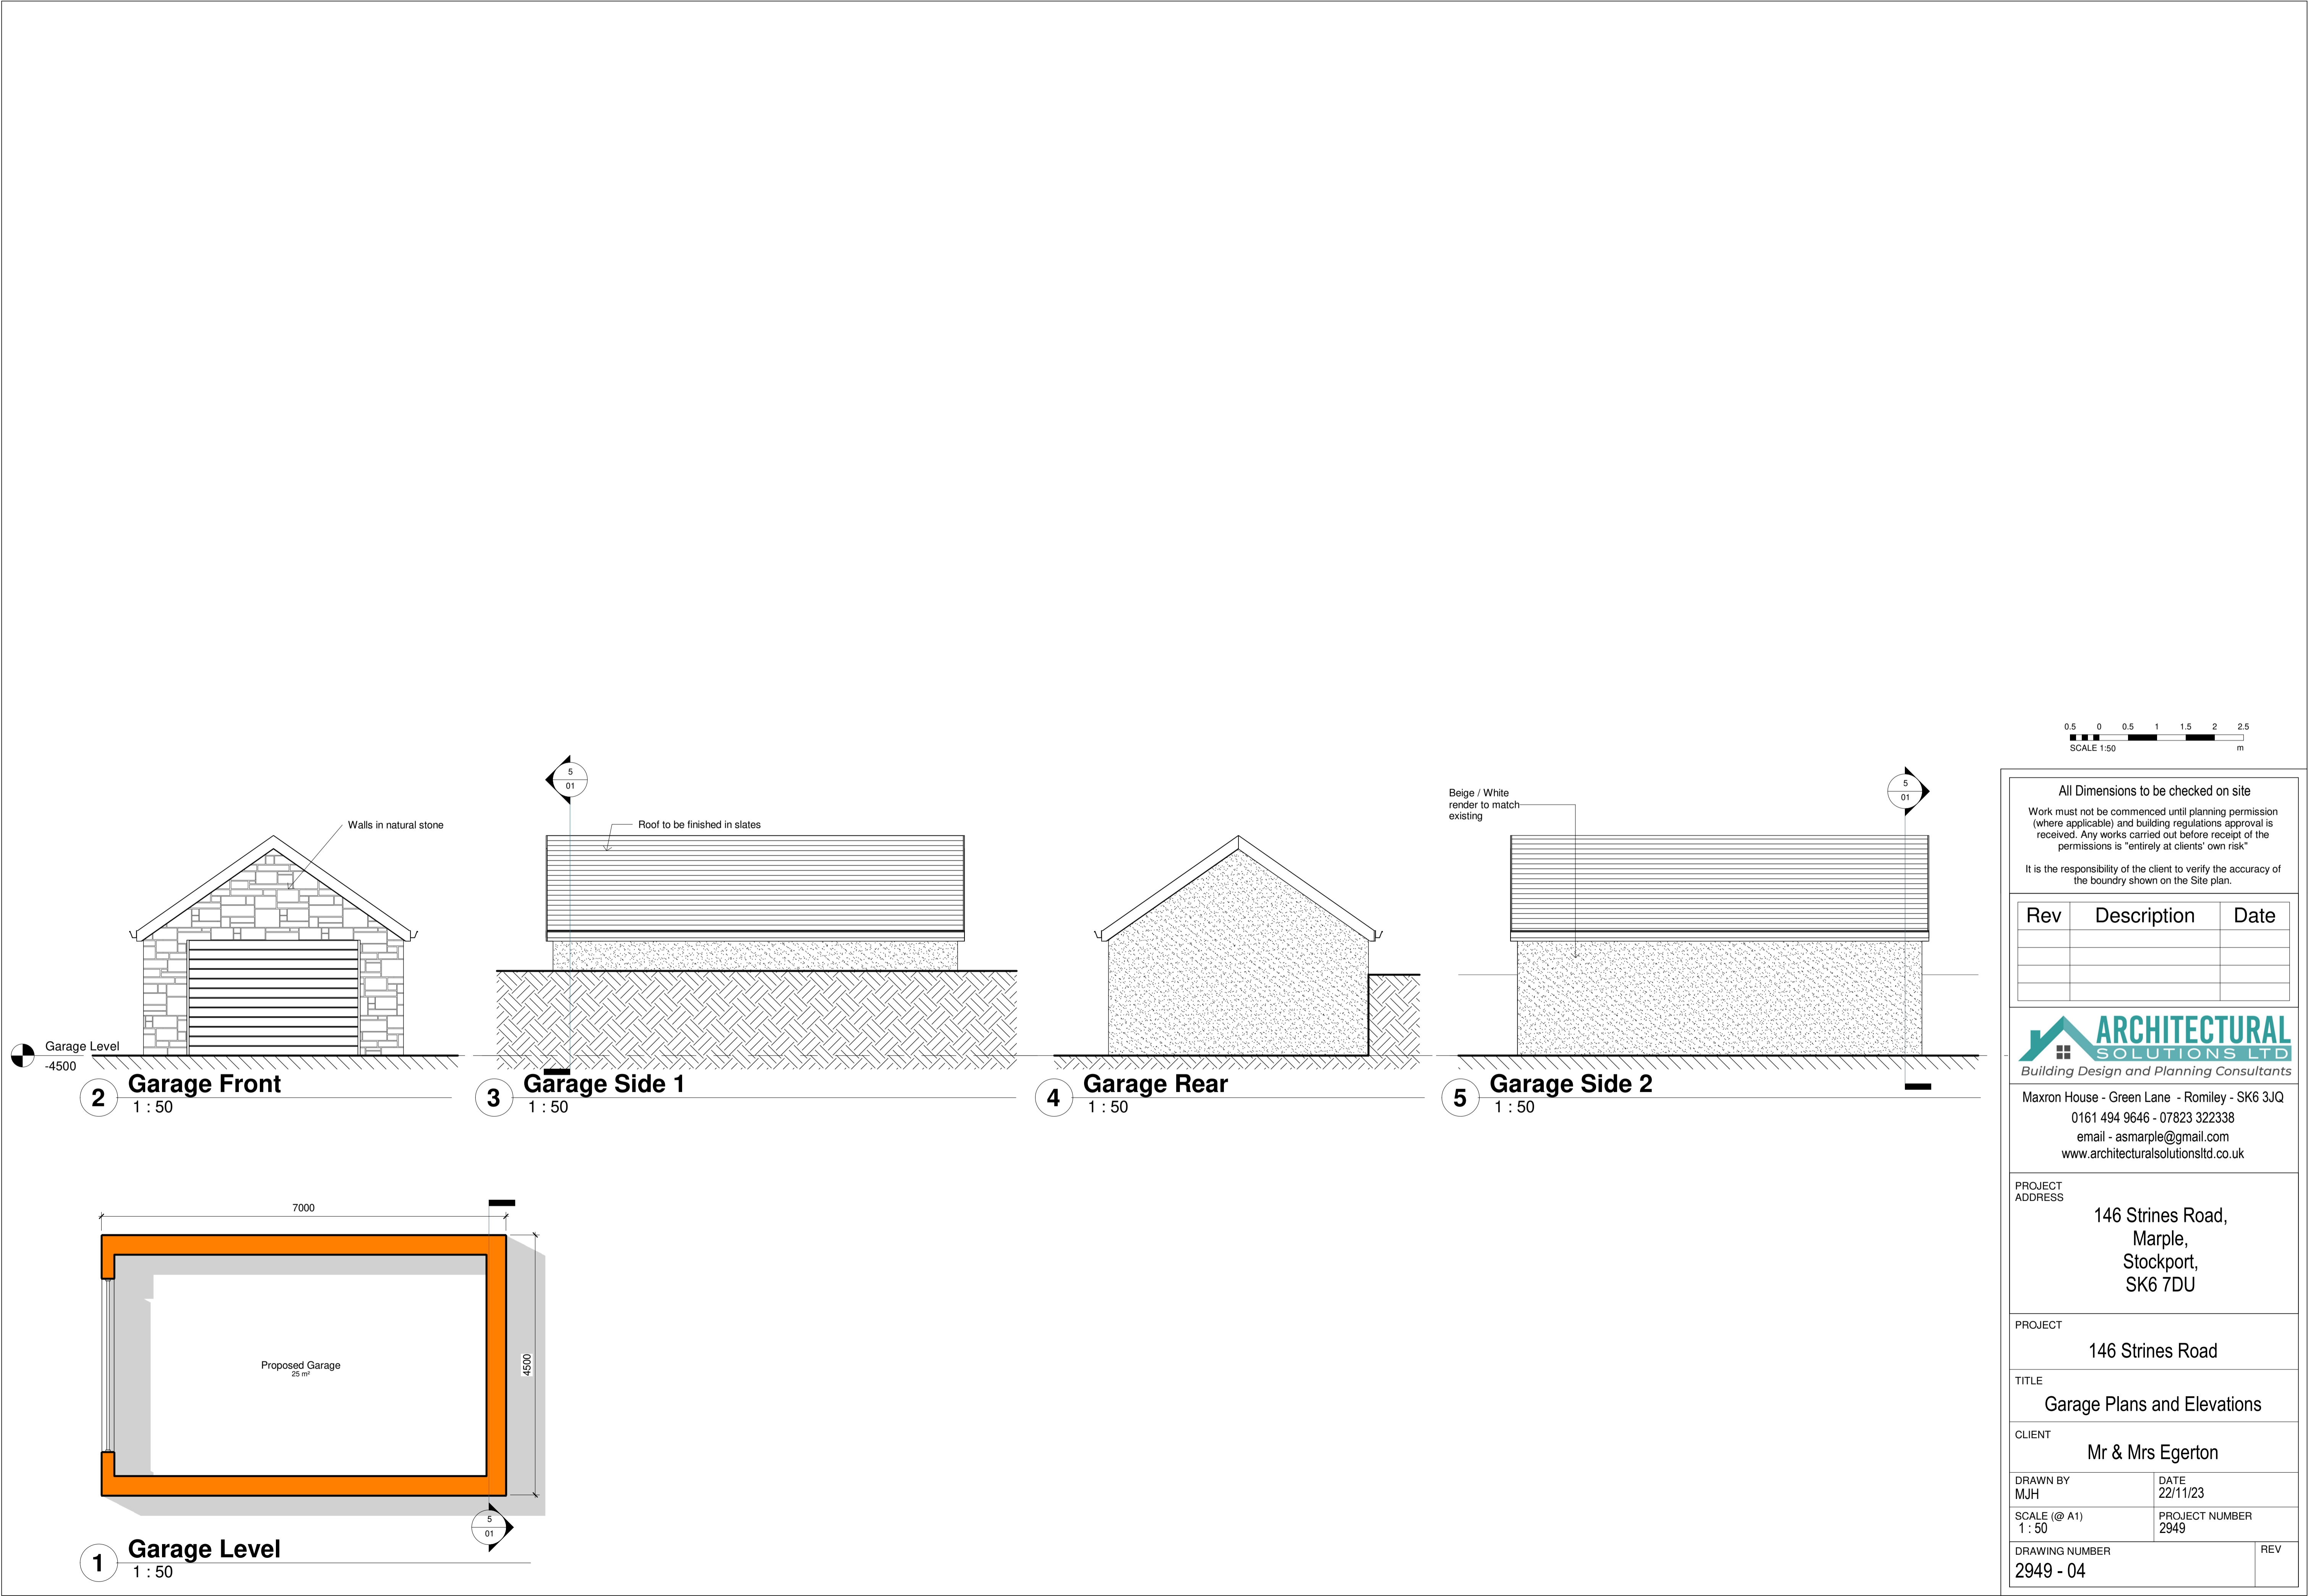 0.5 0 0.5 1 1.5 2 2.5
SCALE 1:50 m
5
01
5
01
Walls in natural stone
Roof to be finished in slates
Beige / White
render to match
existing
Garage Level
-4500
2 Garage Front
1 : 50
3 Garage Side 1
1 : 50
4 Garage Rear
1 : 50
5 Garage Side 2
1 : 50
7000
4500
Proposed Garage
25 m²
5
01
1 Garage Level
1 : 50
All Dimensions to be checked on site
Work must not be commenced until planning permission
(where applicable) and building regulations approval is
received. Any works carried out before receipt of the
permissions is "entirely at clients' own risk"
It is the responsibility of the client to verify the accuracy of
the boundry shown on the Site plan.
Rev Description Date
ARCHITECTURAL
SOLUTIONS LTD
Building Design and Planning Consultants
Maxron House - Green Lane - Romiley - SK6 3JQ
0161 494 9646 - 07823 322338
email - asmarple@gmail.com
www.architecturalsolutionsltd.co.uk
PROJECT
ADDRESS
146 Strines Road,
Marple,
Stockport,
SK6 7DU
PROJECT
146 Strines Road
TITLE
Garage Plans and Elevations
CLIENT
Mr & Mrs Egerton
DRAWN BY
MJH
DATE
22/11/23
SCALE (@ A1)
1 : 50
PROJECT NUMBER
2949
DRAWING NUMBER
2949 - 04
REV